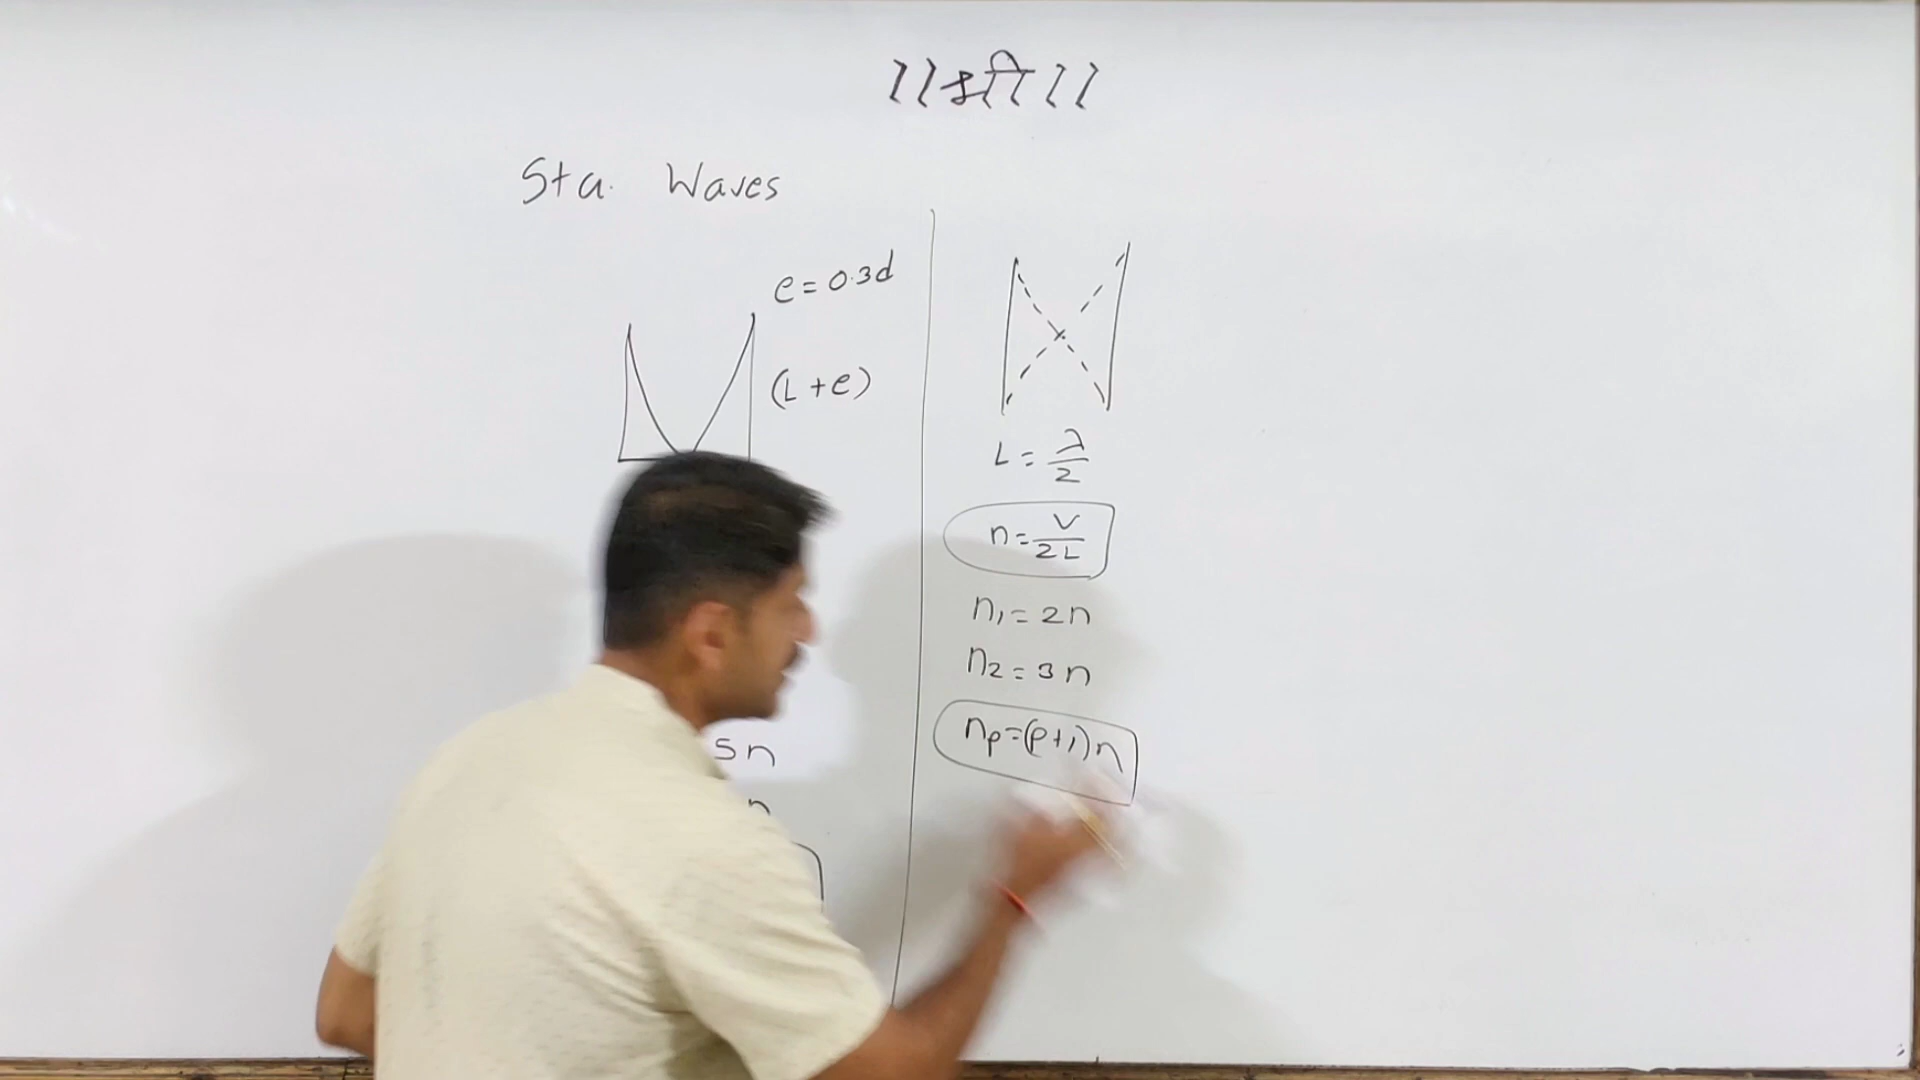 ।।श्री।।
Sta. Waves
e = 0.3d
(L + e)
5n
n
L = λ/2
n = V/2L
n₁ = 2n
n₂ = 3n
nₚ = (p+1)n